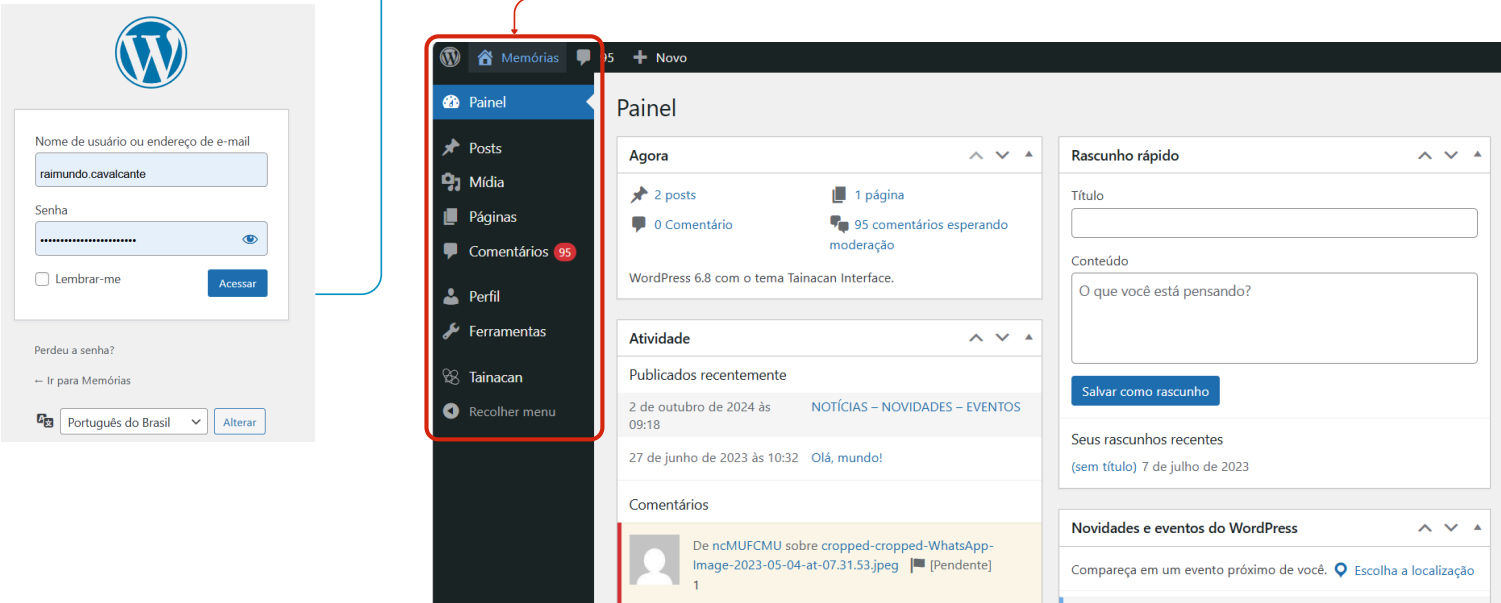 Nome de usuário ou endereço de e-mail
raimundo.cavalcante
Senha
••••••••••••••••••••••••
Lembrar-me
Acessar
Perdeu a senha?
← Ir para Memórias
Português do Brasil
Alterar
Memórias
95
Novo
Painel
Posts
Mídia
Páginas
Comentários 95
Perfil
Ferramentas
Tainacan
Recolher menu
Painel
Agora
2 posts
1 página
0 Comentário
95 comentários esperando
moderação
WordPress 6.8 com o tema Tainacan Interface.
Atividade
Publicados recentemente
2 de outubro de 2024 às
09:18
NOTÍCIAS – NOVIDADES – EVENTOS
27 de junho de 2023 às 10:32 Olá, mundo!
Comentários
De ncMUFCMU sobre cropped-cropped-WhatsApp-
Image-2023-05-04-at-07.31.53.jpeg [Pendente]
1
Rascunho rápido
Título
Conteúdo
O que você está pensando?
Salvar como rascunho
Seus rascunhos recentes
(sem título) 7 de julho de 2023
Novidades e eventos do WordPress
Compareça em um evento próximo de você. Escolha a localização